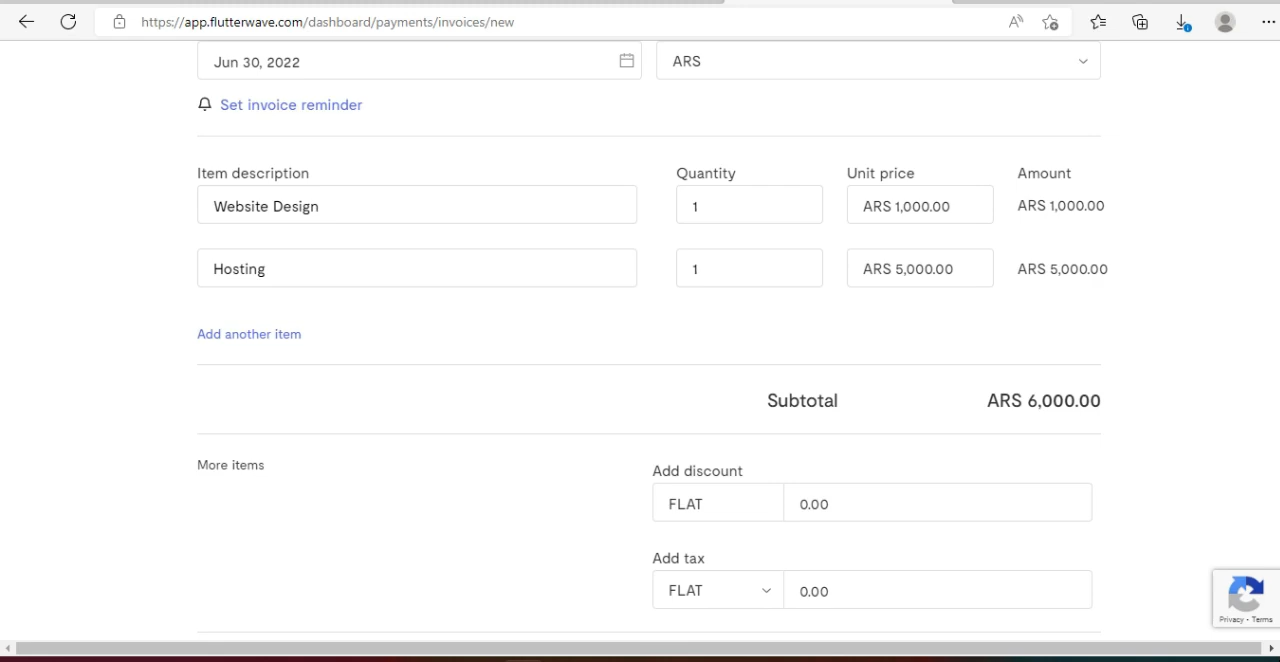 https://app.flutterwave.com/dashboard/payments/invoices/new
Jun 30, 2022 ARS
Set invoice reminder
Item description Quantity Unit price Amount
Website Design 1 ARS 1,000.00 ARS 1,000.00
Hosting 1 ARS 5,000.00 ARS 5,000.00
Add another item
Subtotal ARS 6,000.00
More items
Add discount
FLAT 0.00
Add tax
FLAT 0.00
Privacy - Terms